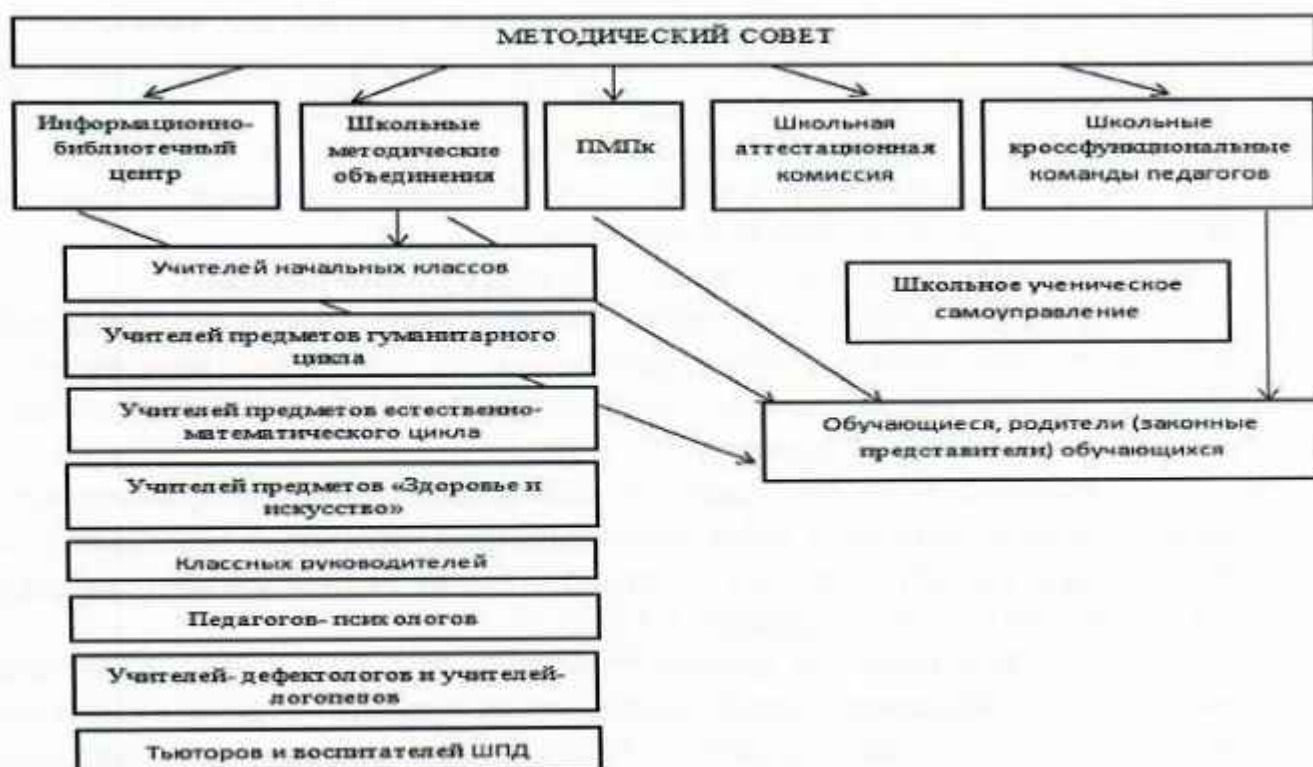 МЕТОДИЧЕСКИЙ СОВЕТ
Информационно-
библиотечный
центр
Школьные
методические
объединения
ПМПк
Школьная
аттестационная
комиссия
Школьные
кроссфункциональные
команды педагогов
Учителей начальных классов
Школьное ученическое
самоуправление
Учителей предметов гуманитарного
цикла
Учителей предметов естественно-
математического цикла
Обучающиеся, родители (законные
представители) обучающихся
Учителей предметов «Здоровье и
искусство»
Классных руководителей
Педагогов- психологов
Учителей- дефектологов и учителей-
логопедов
Тьюторов и воспитателей ШПД